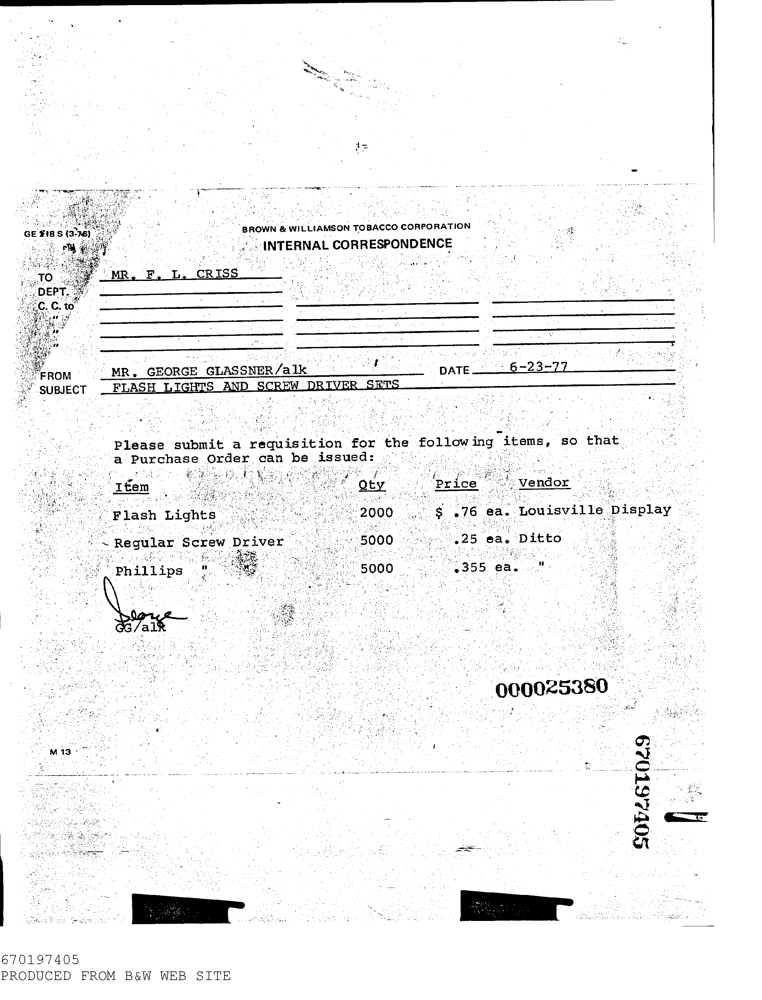 GE 218 S (3-76)
BROWN & WILLIAMSON TOBACCO CORPORATION
INTERNAL CORRESPONDENCE
TO MR. F. L. CRISS
DEPT.
C. C. to
"
"
"
FROM MR. GEORGE GLASSNER/alk DATE 6-23-77
SUBJECT FLASH LIGHTS AND SCREW DRIVER SETS
Please submit a requisition for the following items, so that
a Purchase Order can be issued:
Item Qty Price Vendor
Flash Lights 2000 $ .76 ea. Louisville Display
Regular Screw Driver 5000 .25 ea. Ditto
Phillips " " 5000 .355 ea. "
George
GG/alk
000025380
M 13
670197405
670197405
PRODUCED FROM B&W WEB SITE